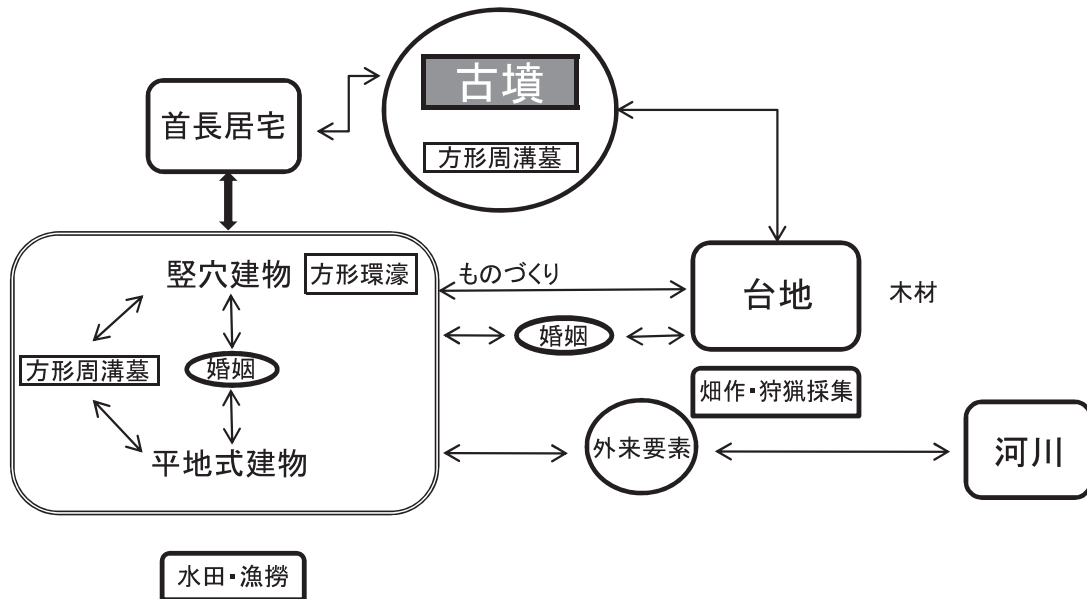 古墳
首長居宅
方形周溝墓
竪穴建物
方形環濠
ものづくり
台地
木材
婚姻
方形周溝墓
婚姻
畑作・狩猟採集
平地式建物
外来要素
河川
水田・漁撈